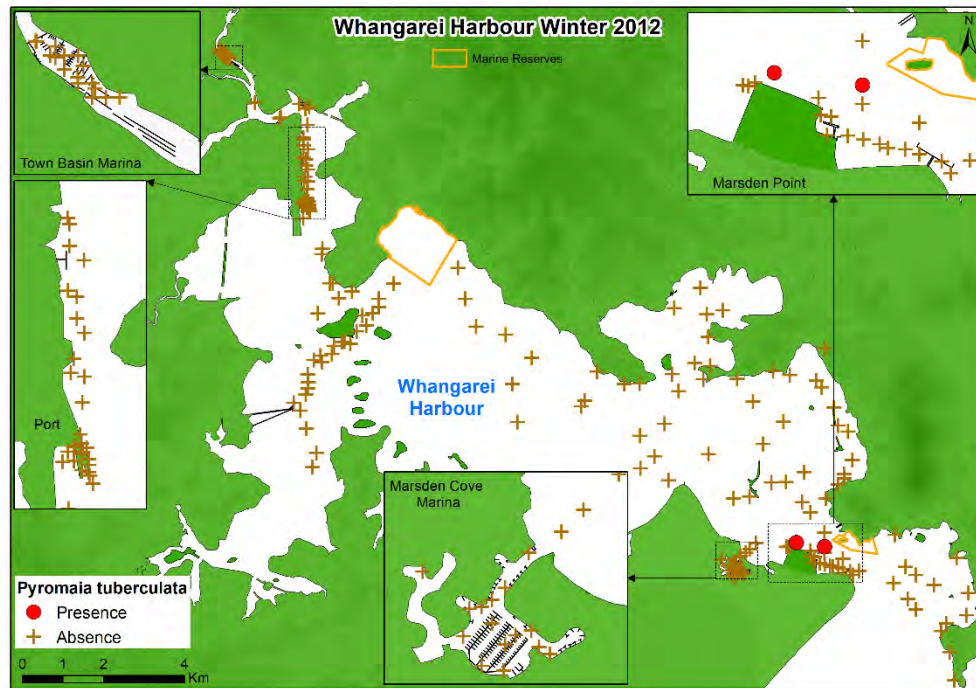 Whangarei Harbour Winter 2012
Marine Reserves
N
Town Basin Marina
Marsden Point
Port
Whangarei
Harbour
Marsden Cove
Marina
Pyromaia tuberculata
Presence
Absence
0 1 2 4
Km